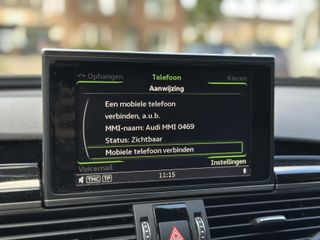 Ophangen Telefoon Kiezen
Aanwijzing
Een mobiele telefoon
verbinden, a.u.b.
MMI-naam: Audi MMI 0469
Status: Zichtbaar
Mobiele telefoon verbinden
Voicemail Instellingen
TMC TP 11:15